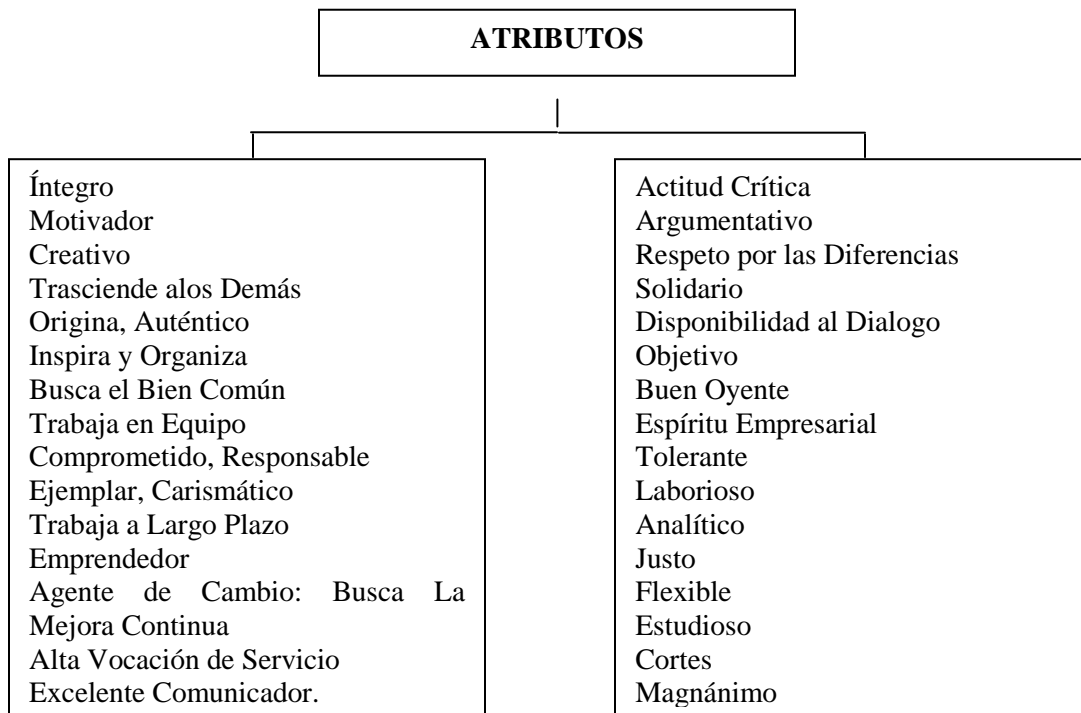 ATRIBUTOS
Íntegro
Motivador
Creativo
Trasciende alos Demás
Origina, Auténtico
Inspira y Organiza
Busca el Bien Común
Trabaja en Equipo
Comprometido, Responsable
Ejemplar, Carismático
Trabaja a Largo Plazo
Emprendedor
Agente de Cambio: Busca La
Mejora Continua
Alta Vocación de Servicio
Excelente Comunicador.
Actitud Crítica
Argumentativo
Respeto por las Diferencias
Solidario
Disponibilidad al Dialogo
Objetivo
Buen Oyente
Espíritu Empresarial
Tolerante
Laborioso
Analítico
Justo
Flexible
Estudioso
Cortes
Magnánimo